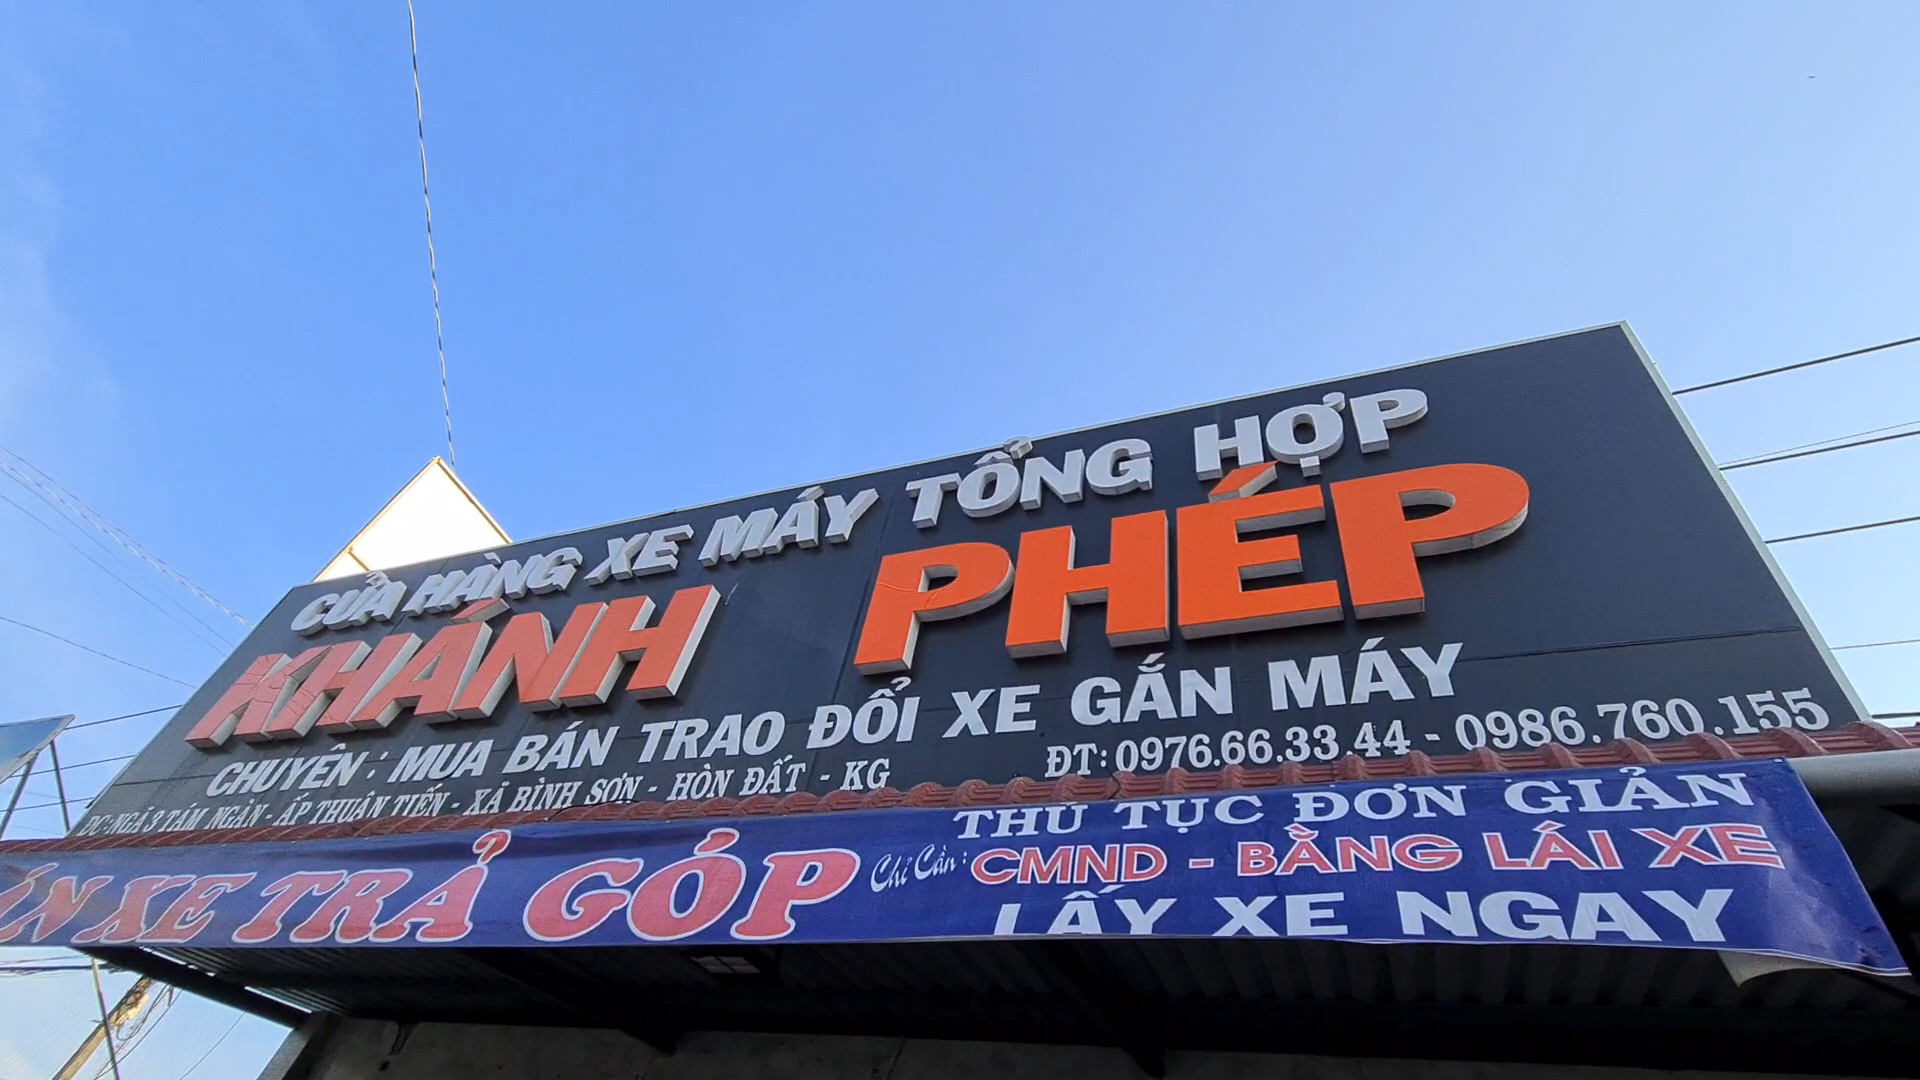 CỬA HÀNG XE MÁY TỔNG HỢP
KHÁNH PHÉP
CHUYÊN : MUA BÁN TRAO ĐỔI XE GẮN MÁY
ĐC: NGÃ 3 TÁM NGÀN - ẤP THUẬN TIẾN - XÃ BÌNH SƠN - HÒN ĐẤT - KG
ĐT: 0976.66.33.44 - 0986.760.155
XE TRẢ GÓP
THỦ TỤC ĐƠN GIẢN
Chỉ Cần : CMND - BẰNG LÁI XE
LẤY XE NGAY